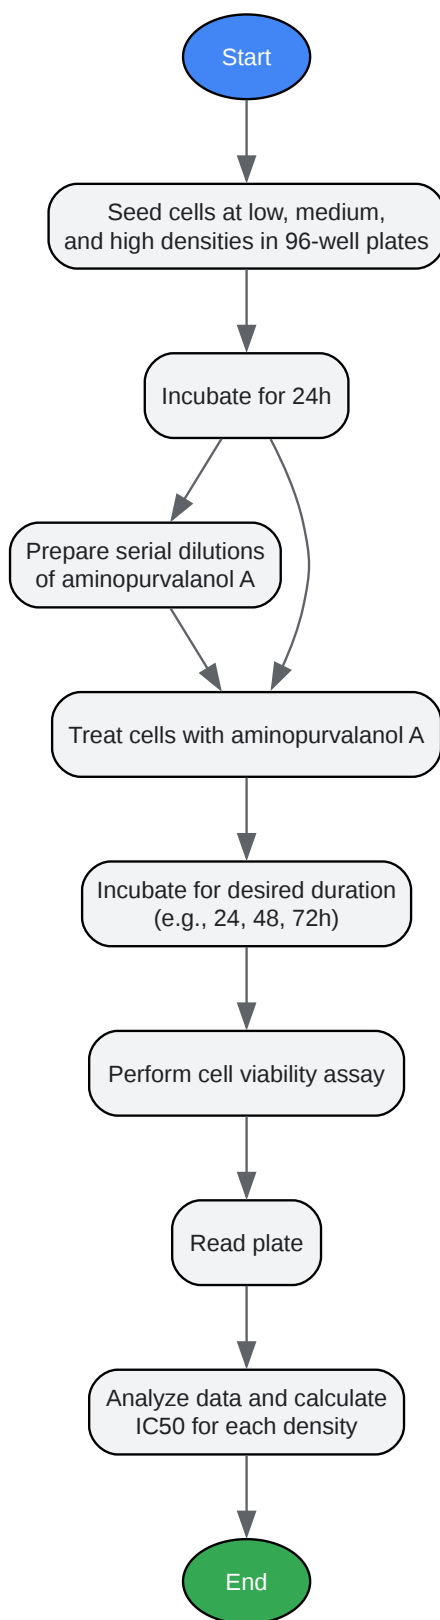 Start
Seed cells at low, medium,
and high densities in 96-well plates
Incubate for 24h
Prepare serial dilutions
of aminopurvalanol A
Treat cells with aminopurvalanol A
Incubate for desired duration
(e.g., 24, 48, 72h)
Perform cell viability assay
Read plate
Analyze data and calculate
IC50 for each density
End